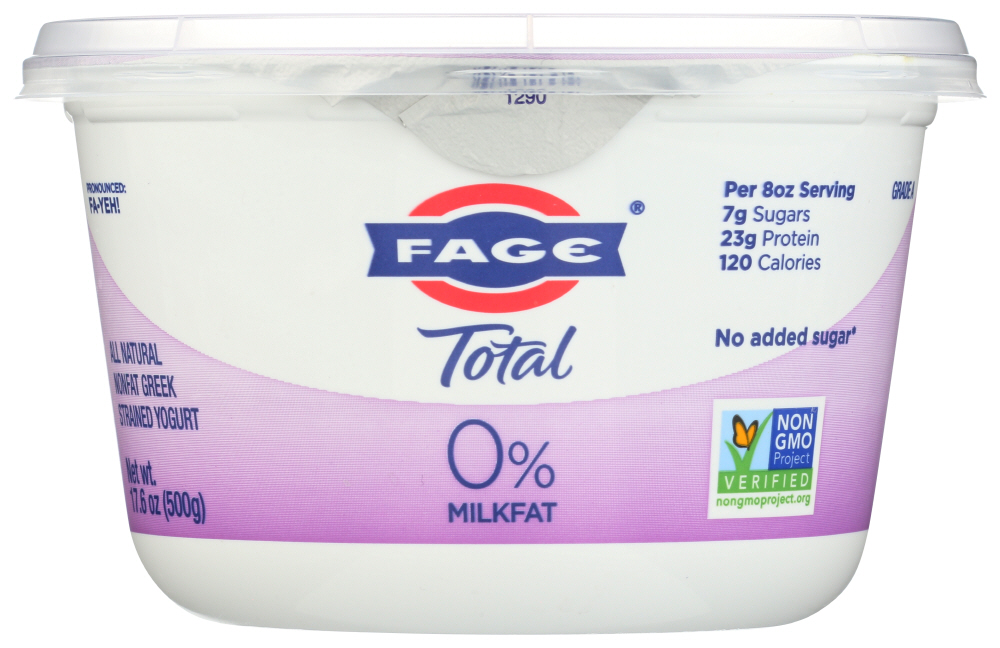 1290
PRONOUNCED:
FA-YEH!
FAGE®
Total
0%
MILKFAT
ALL NATURAL
NONFAT GREEK
STRAINED YOGURT
Net wt.
17.6 oz (500g)
Per 8oz Serving
7g Sugars
23g Protein
120 Calories
GRADE A
No added sugar*
NON
GMO
Project
VERIFIED
nongmoproject.org